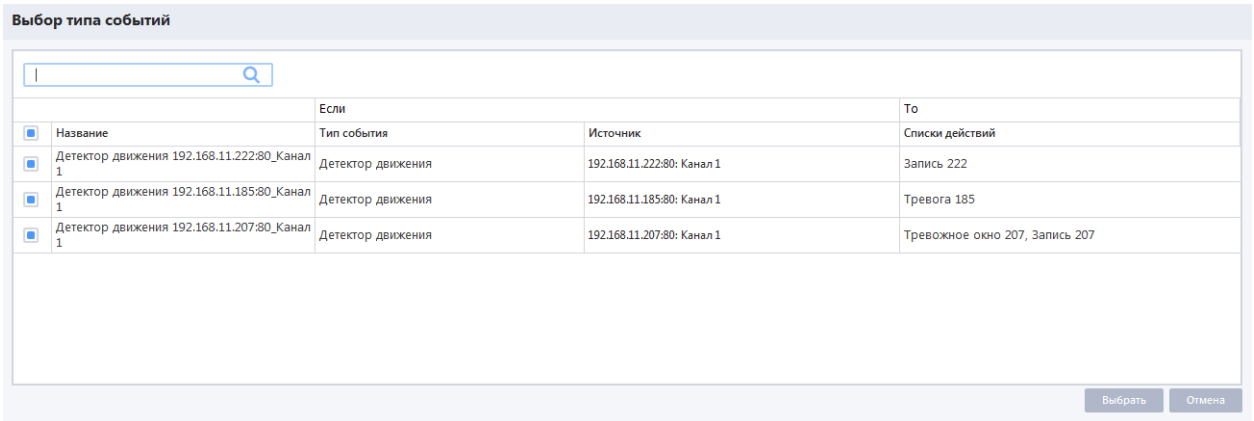 Выбор типа событий
Если То
Название Тип события Источник Списки действий
Детектор движения 192.168.11.222:80_Канал
1 Детектор движения 192.168.11.222:80: Канал 1 Запись 222
Детектор движения 192.168.11.185:80_Канал
1 Детектор движения 192.168.11.185:80: Канал 1 Тревога 185
Детектор движения 192.168.11.207:80_Канал
1 Детектор движения 192.168.11.207:80: Канал 1 Тревожное окно 207, Запись 207
Выбрать Отмена